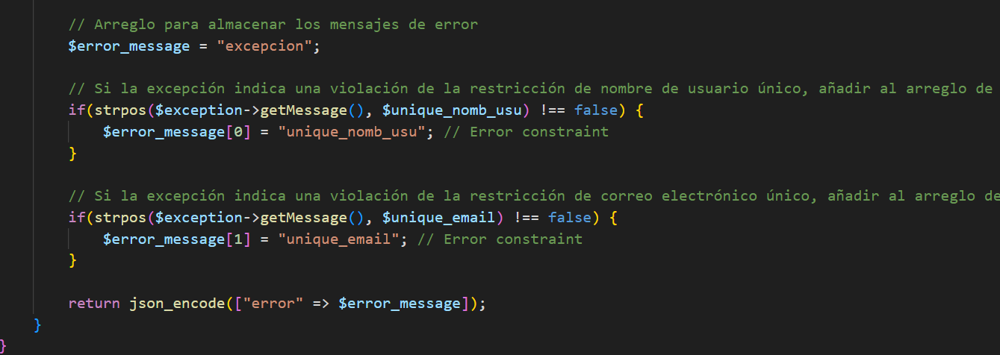 // Arreglo para almacenar los mensajes de error
$error_message = "excepcion";
// Si la excepción indica una violación de la restricción de nombre de usuario único, añadir al arreglo de
if(strpos($exception->getMessage(), $unique_nomb_usu) !== false) {
$error_message[0] = "unique_nomb_usu"; // Error constraint
}
// Si la excepción indica una violación de la restricción de correo electrónico único, añadir al arreglo de
if(strpos($exception->getMessage(), $unique_email) !== false) {
$error_message[1] = "unique_email"; // Error constraint
}
return json_encode(["error" => $error_message]);
}
}